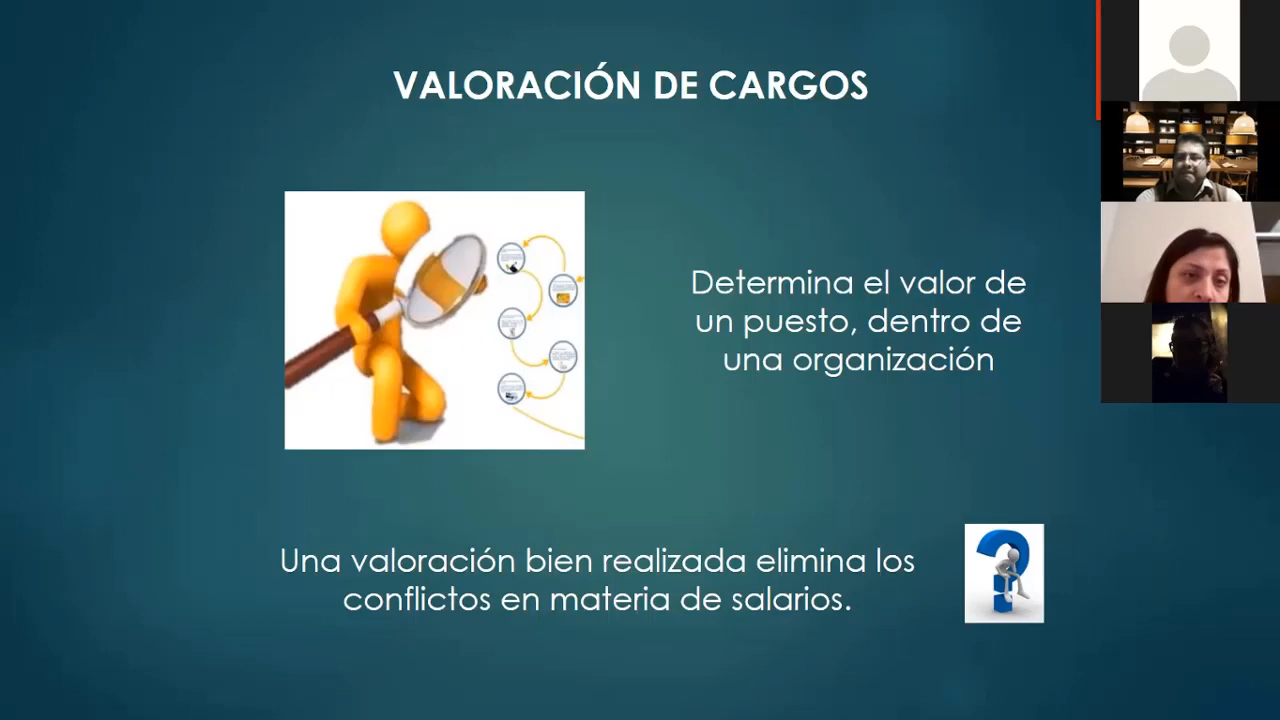 VALORACIÓN DE CARGOS
Determina el valor de
un puesto, dentro de
una organización
Una valoración bien realizada elimina los
conflictos en materia de salarios.